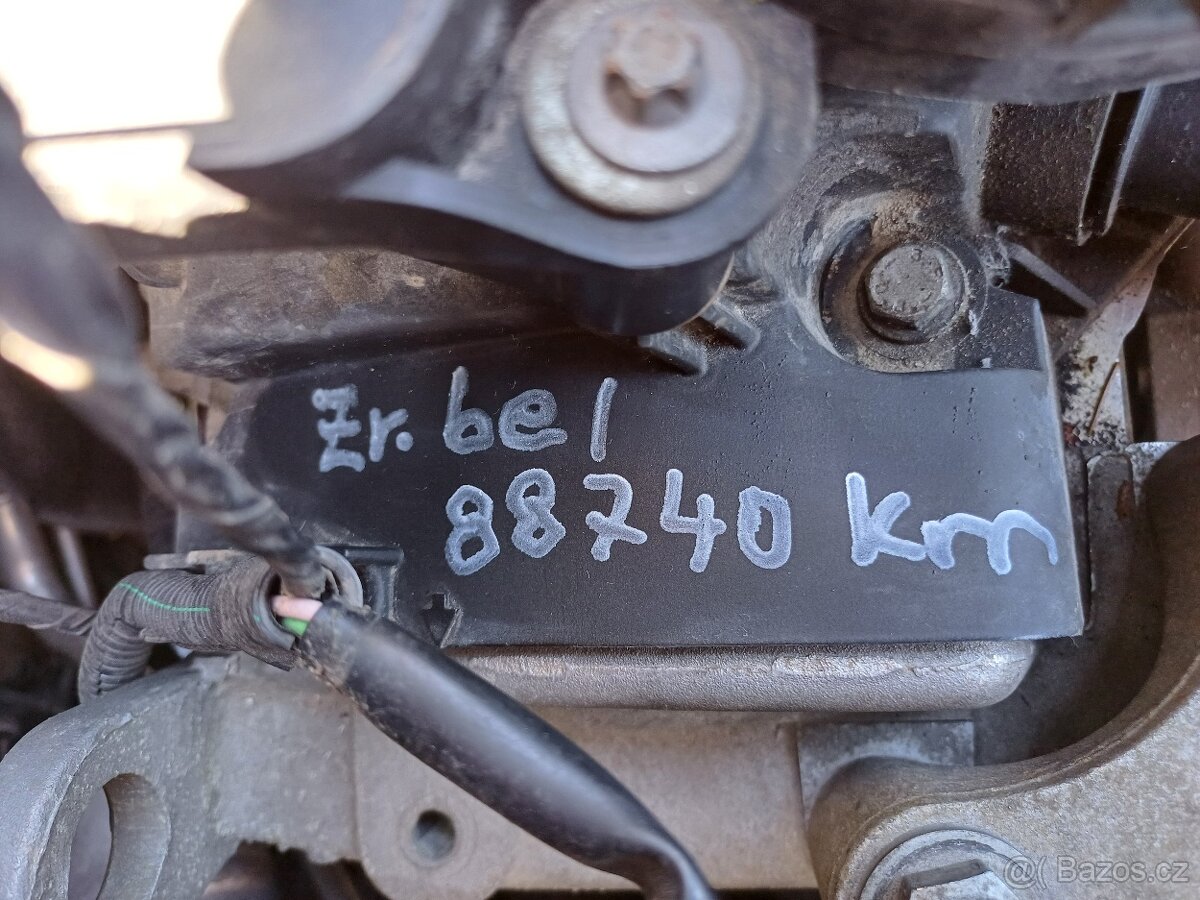 Zr. bel
88740 km
@( Bazos.cz